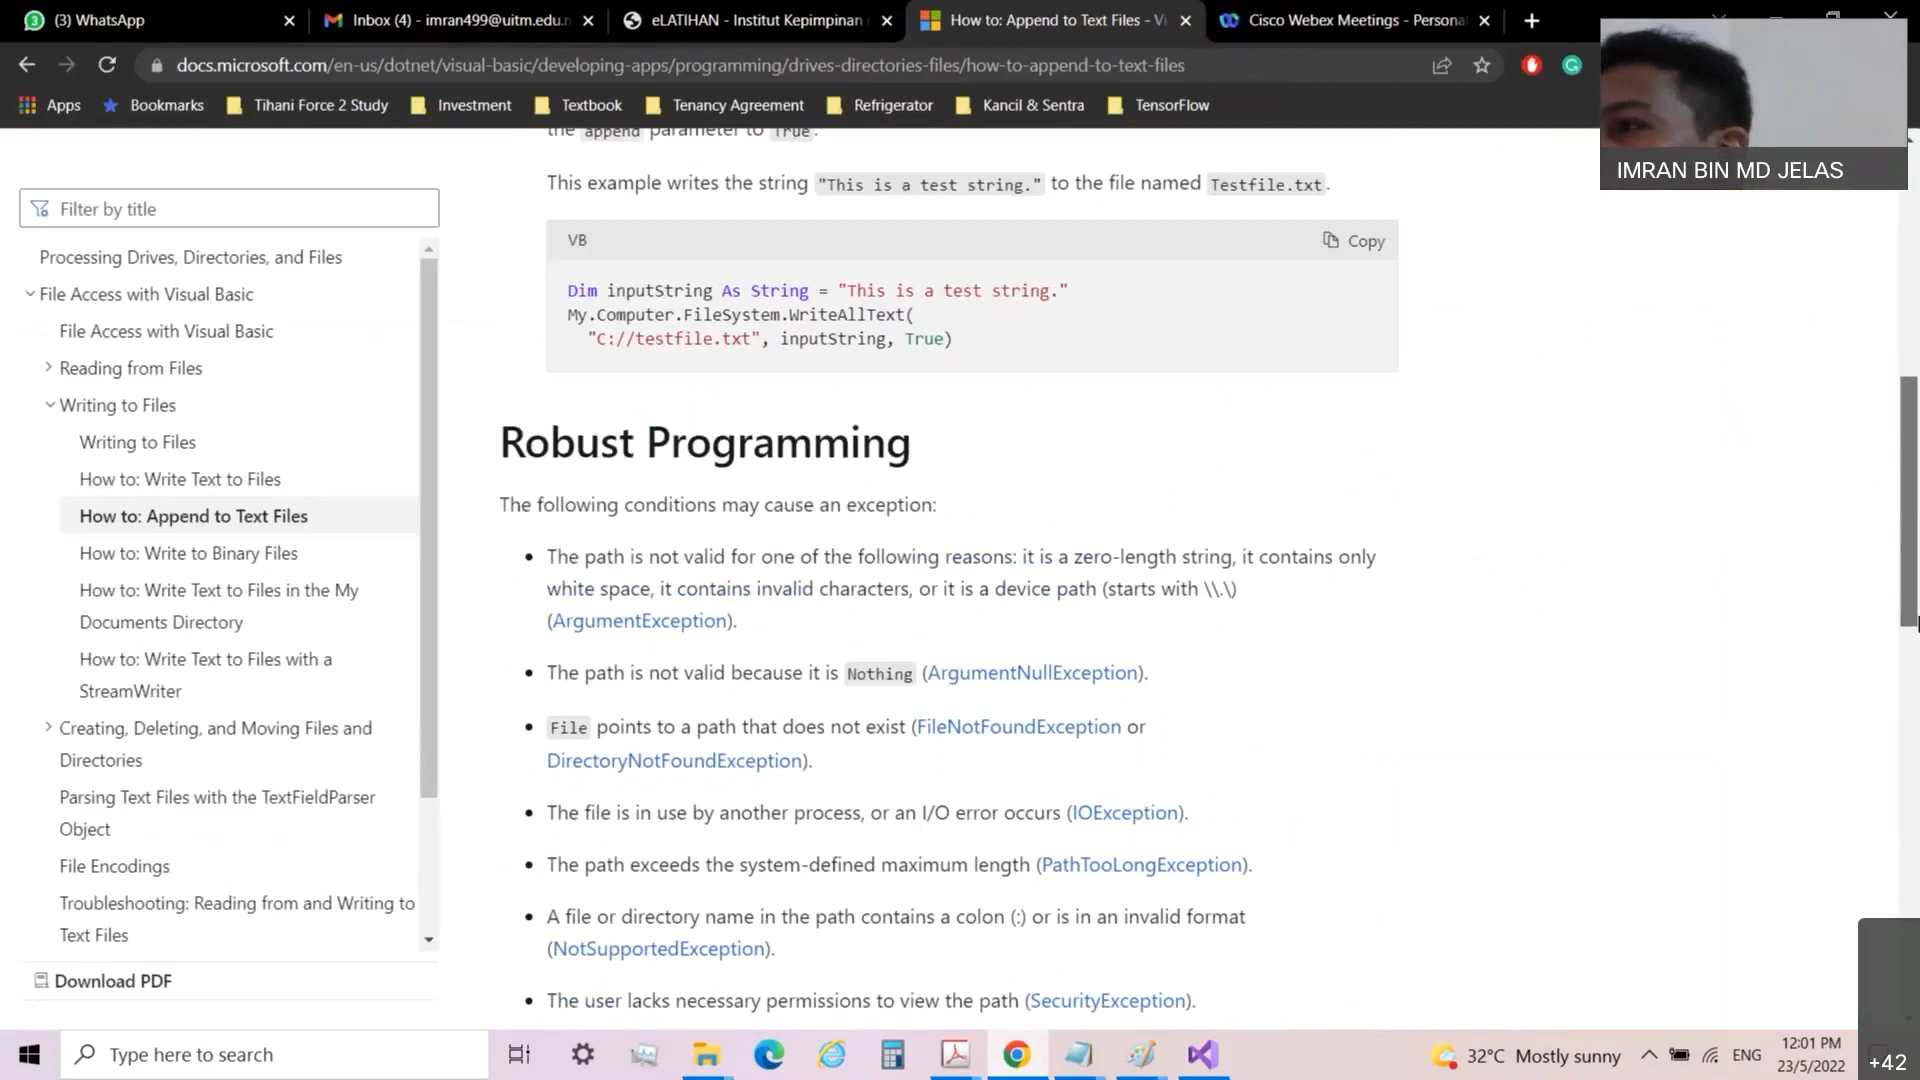 (3) WhatsApp
Inbox (4) - imran499@uitm.edu.m
eLATIHAN - Institut Kepimpinan
How to: Append to Text Files - Vi
Cisco Webex Meetings - Persona
docs.microsoft.com/en-us/dotnet/visual-basic/developing-apps/programming/drives-directories-files/how-to-append-to-text-files
Apps
Bookmarks
Tihani Force 2 Study
Investment
Textbook
Tenancy Agreement
Refrigerator
Kancil & Sentra
TensorFlow
IMRAN BIN MD JELAS
Filter by title
Processing Drives, Directories, and Files
File Access with Visual Basic
File Access with Visual Basic
Reading from Files
Writing to Files
Writing to Files
How to: Write Text to Files
How to: Append to Text Files
How to: Write to Binary Files
How to: Write Text to Files in the My
Documents Directory
How to: Write Text to Files with a
StreamWriter
Creating, Deleting, and Moving Files and
Directories
Parsing Text Files with the TextFieldParser
Object
File Encodings
Troubleshooting: Reading from and Writing to
Text Files
Download PDF
the append parameter to True.
This example writes the string "This is a test string." to the file named Testfile.txt.
VB
Copy
Dim inputString As String = "This is a test string."
My.Computer.FileSystem.WriteAllText(
"C://testfile.txt", inputString, True)
Robust Programming
The following conditions may cause an exception:
• The path is not valid for one of the following reasons: it is a zero-length string, it contains only
white space, it contains invalid characters, or it is a device path (starts with \\.\)
(ArgumentException).
• The path is not valid because it is Nothing (ArgumentNullException).
• File points to a path that does not exist (FileNotFoundException or
DirectoryNotFoundException).
• The file is in use by another process, or an I/O error occurs (IOException).
• The path exceeds the system-defined maximum length (PathTooLongException).
• A file or directory name in the path contains a colon (:) or is in an invalid format
(NotSupportedException).
• The user lacks necessary permissions to view the path (SecurityException).
Type here to search
32°C Mostly sunny
ENG
12:01 PM
23/5/2022
+42